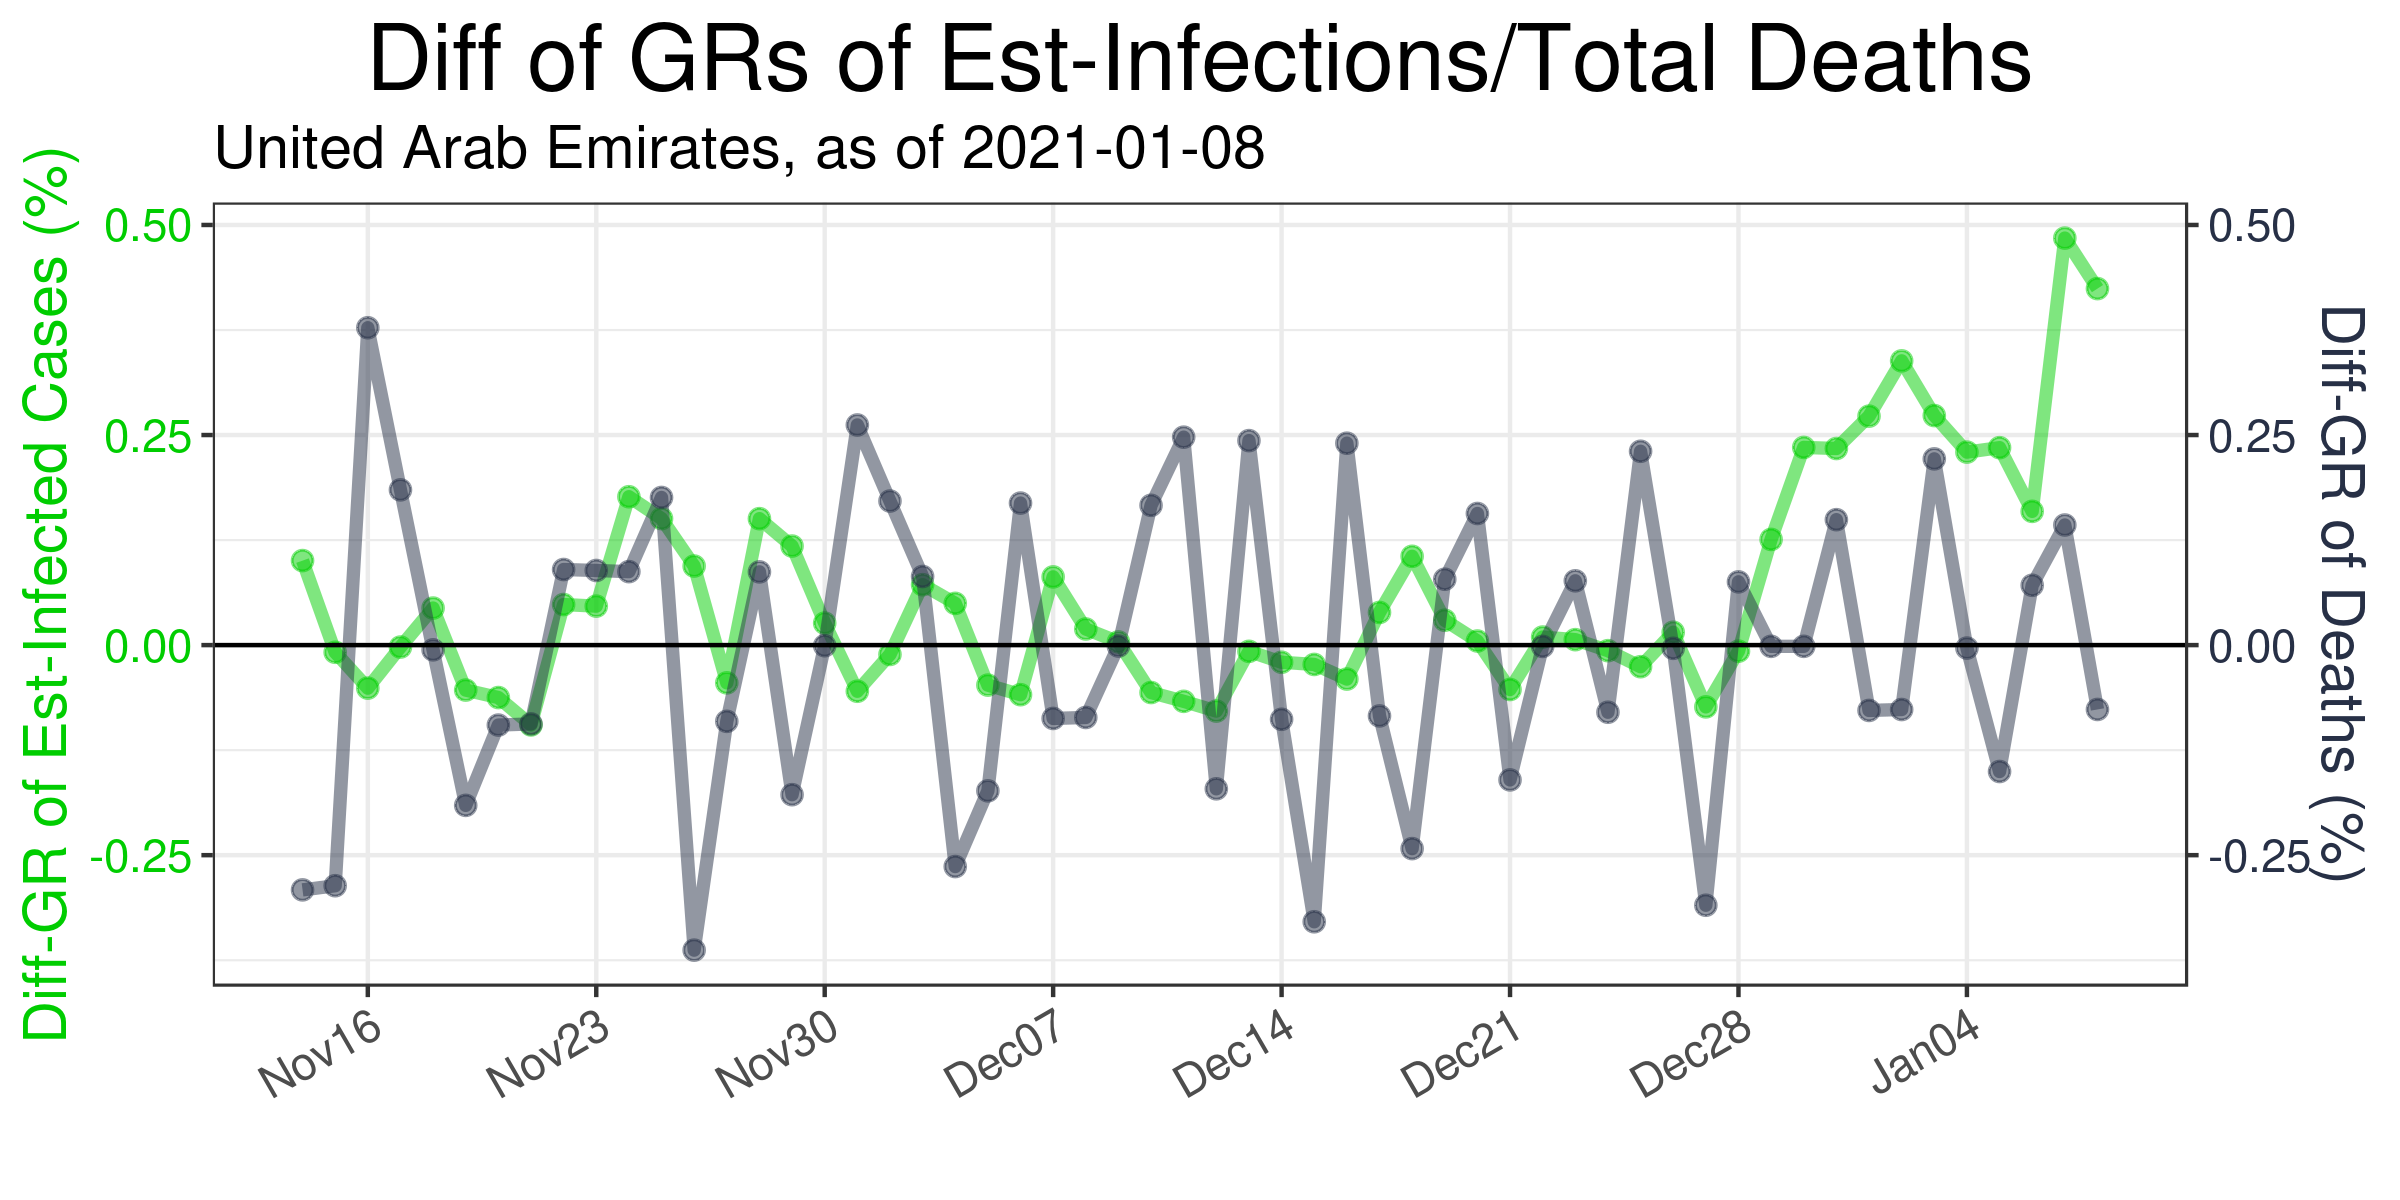 Diff of GRs of Est-Infections/Total Deaths
United Arab Emirates, as of 2021-01-08
Diff-GR of Est-Infected Cases (%)
0.50
0.25
0.00
-0.25
0.50
0.25
0.00
-0.25
Diff-GR of Deaths (%)
Nov16
Nov23
Nov30
Dec07
Dec14
Dec21
Dec28
Jan04